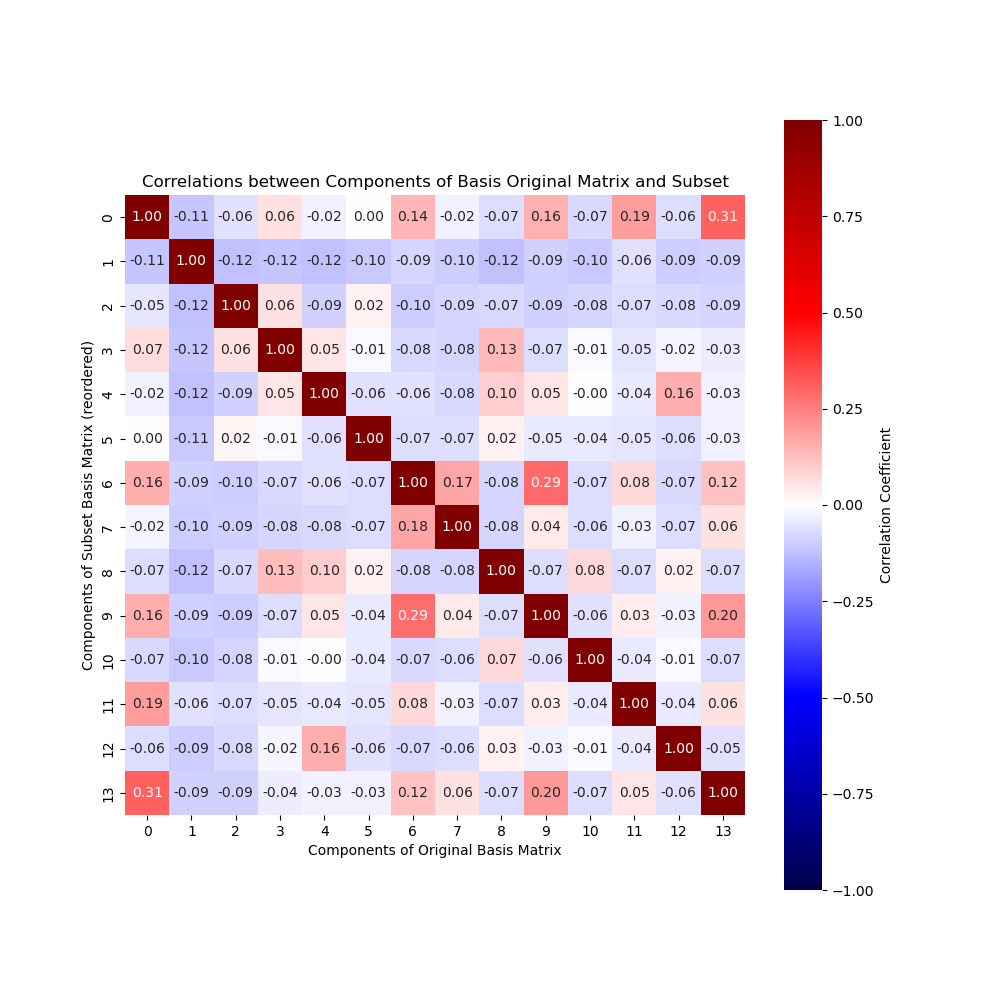 Correlations between Components of Basis Original Matrix and Subset
0 1.00 -0.11 -0.06 0.06 -0.02 0.00 0.14 -0.02 -0.07 0.16 -0.07 0.19 -0.06 0.31
1 -0.11 1.00 -0.12 -0.12 -0.12 -0.10 -0.09 -0.10 -0.12 -0.09 -0.10 -0.06 -0.09 -0.09
2 -0.05 -0.12 1.00 0.06 -0.09 0.02 -0.10 -0.09 -0.07 -0.09 -0.08 -0.07 -0.08 -0.09
3 0.07 -0.12 0.06 1.00 0.05 -0.01 -0.08 -0.08 0.13 -0.07 -0.01 -0.05 -0.02 -0.03
4 -0.02 -0.12 -0.09 0.05 1.00 -0.06 -0.06 -0.08 0.10 0.05 -0.00 -0.04 0.16 -0.03
5 0.00 -0.11 0.02 -0.01 -0.06 1.00 -0.07 -0.07 0.02 -0.05 -0.04 -0.05 -0.06 -0.03
6 0.16 -0.09 -0.10 -0.07 -0.06 -0.07 1.00 0.17 -0.08 0.29 -0.07 0.08 -0.07 0.12
7 -0.02 -0.10 -0.09 -0.08 -0.08 -0.07 0.18 1.00 -0.08 0.04 -0.06 -0.03 -0.07 0.06
8 -0.07 -0.12 -0.07 0.13 0.10 0.02 -0.08 -0.08 1.00 -0.07 0.08 -0.07 0.02 -0.07
9 0.16 -0.09 -0.09 -0.07 0.05 -0.04 0.29 0.04 -0.07 1.00 -0.06 0.03 -0.03 0.20
10 -0.07 -0.10 -0.08 -0.01 -0.00 -0.04 -0.07 -0.06 0.07 -0.06 1.00 -0.04 -0.01 -0.07
11 0.19 -0.06 -0.07 -0.05 -0.04 -0.05 0.08 -0.03 -0.07 0.03 -0.04 1.00 -0.04 0.06
12 -0.06 -0.09 -0.08 -0.02 0.16 -0.06 -0.07 -0.06 0.03 -0.03 -0.01 -0.04 1.00 -0.05
13 0.31 -0.09 -0.09 -0.04 -0.03 -0.03 0.12 0.06 -0.07 0.20 -0.07 0.05 -0.06 1.00
0 1 2 3 4 5 6 7 8 9 10 11 12 13
Components of Original Basis Matrix
Components of Subset Basis Matrix (reordered)
1.00
0.75
0.50
0.25
0.00
−0.25
−0.50
−0.75
−1.00
Correlation Coefficient